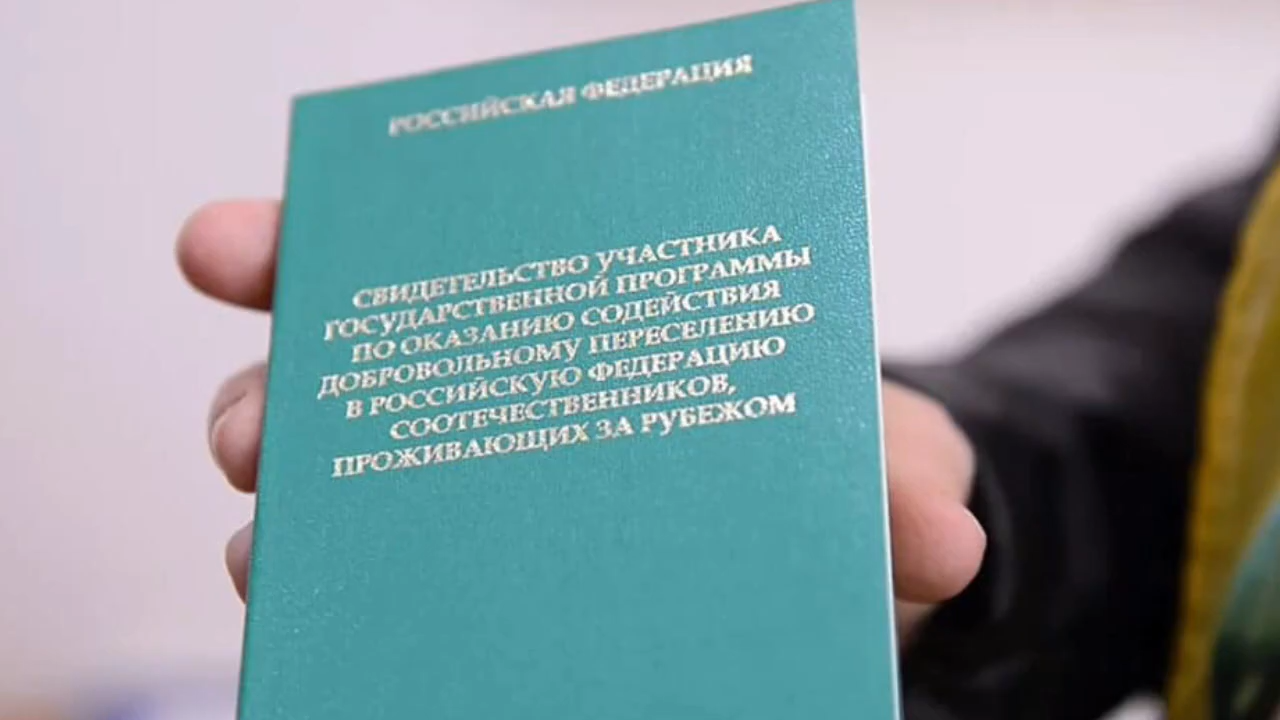 РОССИЙСКАЯ ФЕДЕРАЦИЯ
СВИДЕТЕЛЬСТВО УЧАСТНИКА
ГОСУДАРСТВЕННОЙ ПРОГРАММЫ
ПО ОКАЗАНИЮ СОДЕЙСТВИЯ
ДОБРОВОЛЬНОМУ ПЕРЕСЕЛЕНИЮ
В РОССИЙСКУЮ ФЕДЕРАЦИЮ
СООТЕЧЕСТВЕННИКОВ,
ПРОЖИВАЮЩИХ ЗА РУБЕЖОМ